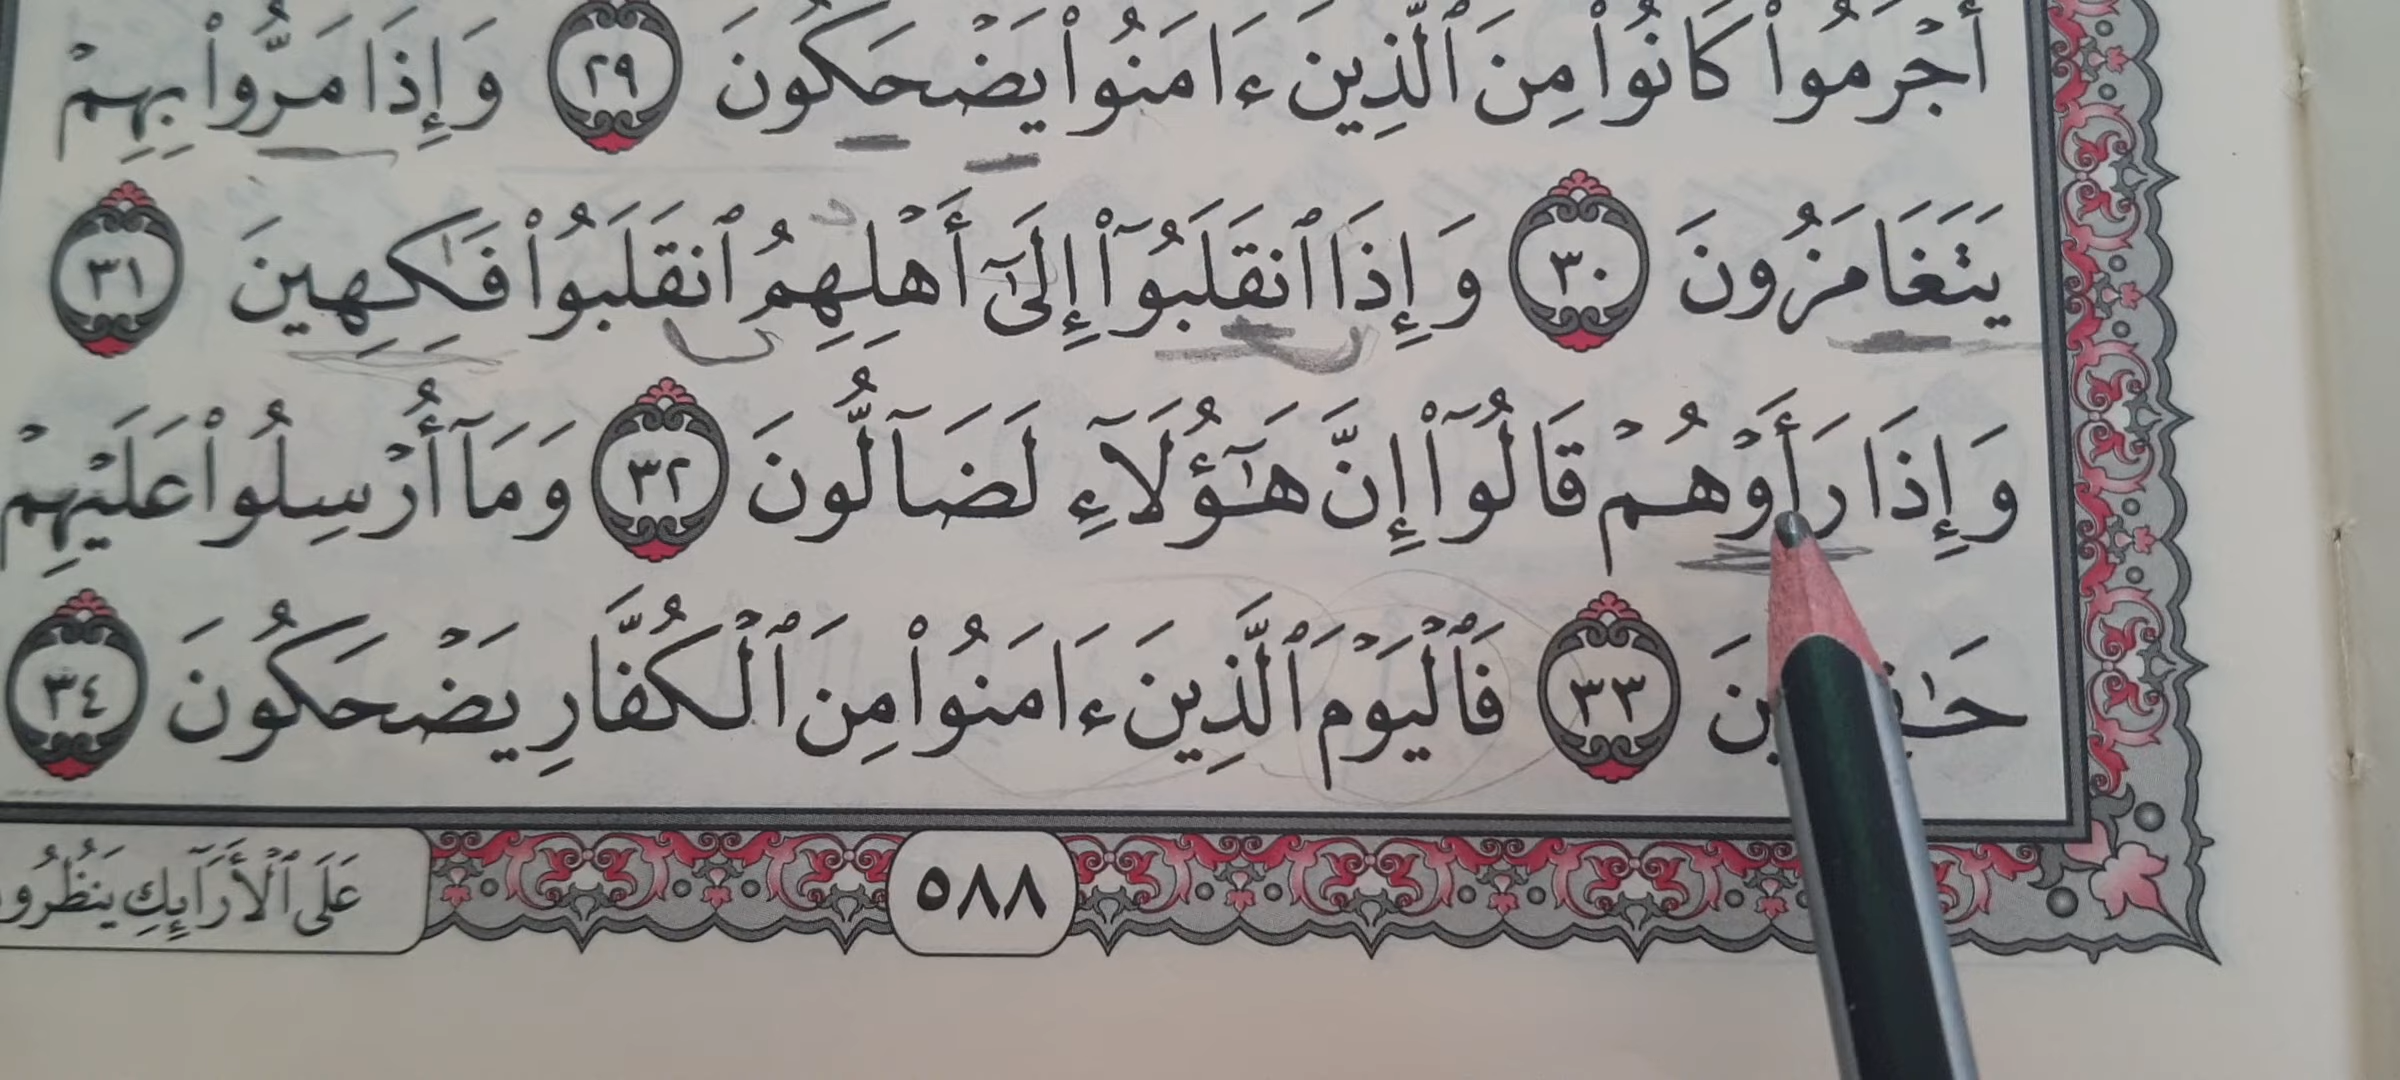 أَجْرَمُوا۟ كَانُوا۟ مِنَ ٱلَّذِينَ ءَامَنُوا۟ يَضْحَكُونَ ٢٩ وَإِذَا مَرُّوا۟ بِهِمْ
يَتَغَامَزُونَ ٣٠ وَإِذَا ٱنقَلَبُوٓا۟ إِلَىٰٓ أَهْلِهِمُ ٱنقَلَبُوا۟ فَـٰكِهِينَ ٣١
وَإِذَا رَأَوْهُمْ قَالُوٓا۟ إِنَّ هَـٰٓؤُلَآءِ لَضَآلُّونَ ٣٢ وَمَآ أُرْسِلُوا۟ عَلَيْهِمْ
٣٣ فَٱلْيَوْمَ ٱلَّذِينَ ءَامَنُوا۟ مِنَ ٱلْكُفَّارِ يَضْحَكُونَ ٣٤
٥٨٨
عَلَى ٱلْأَرَآئِكِ